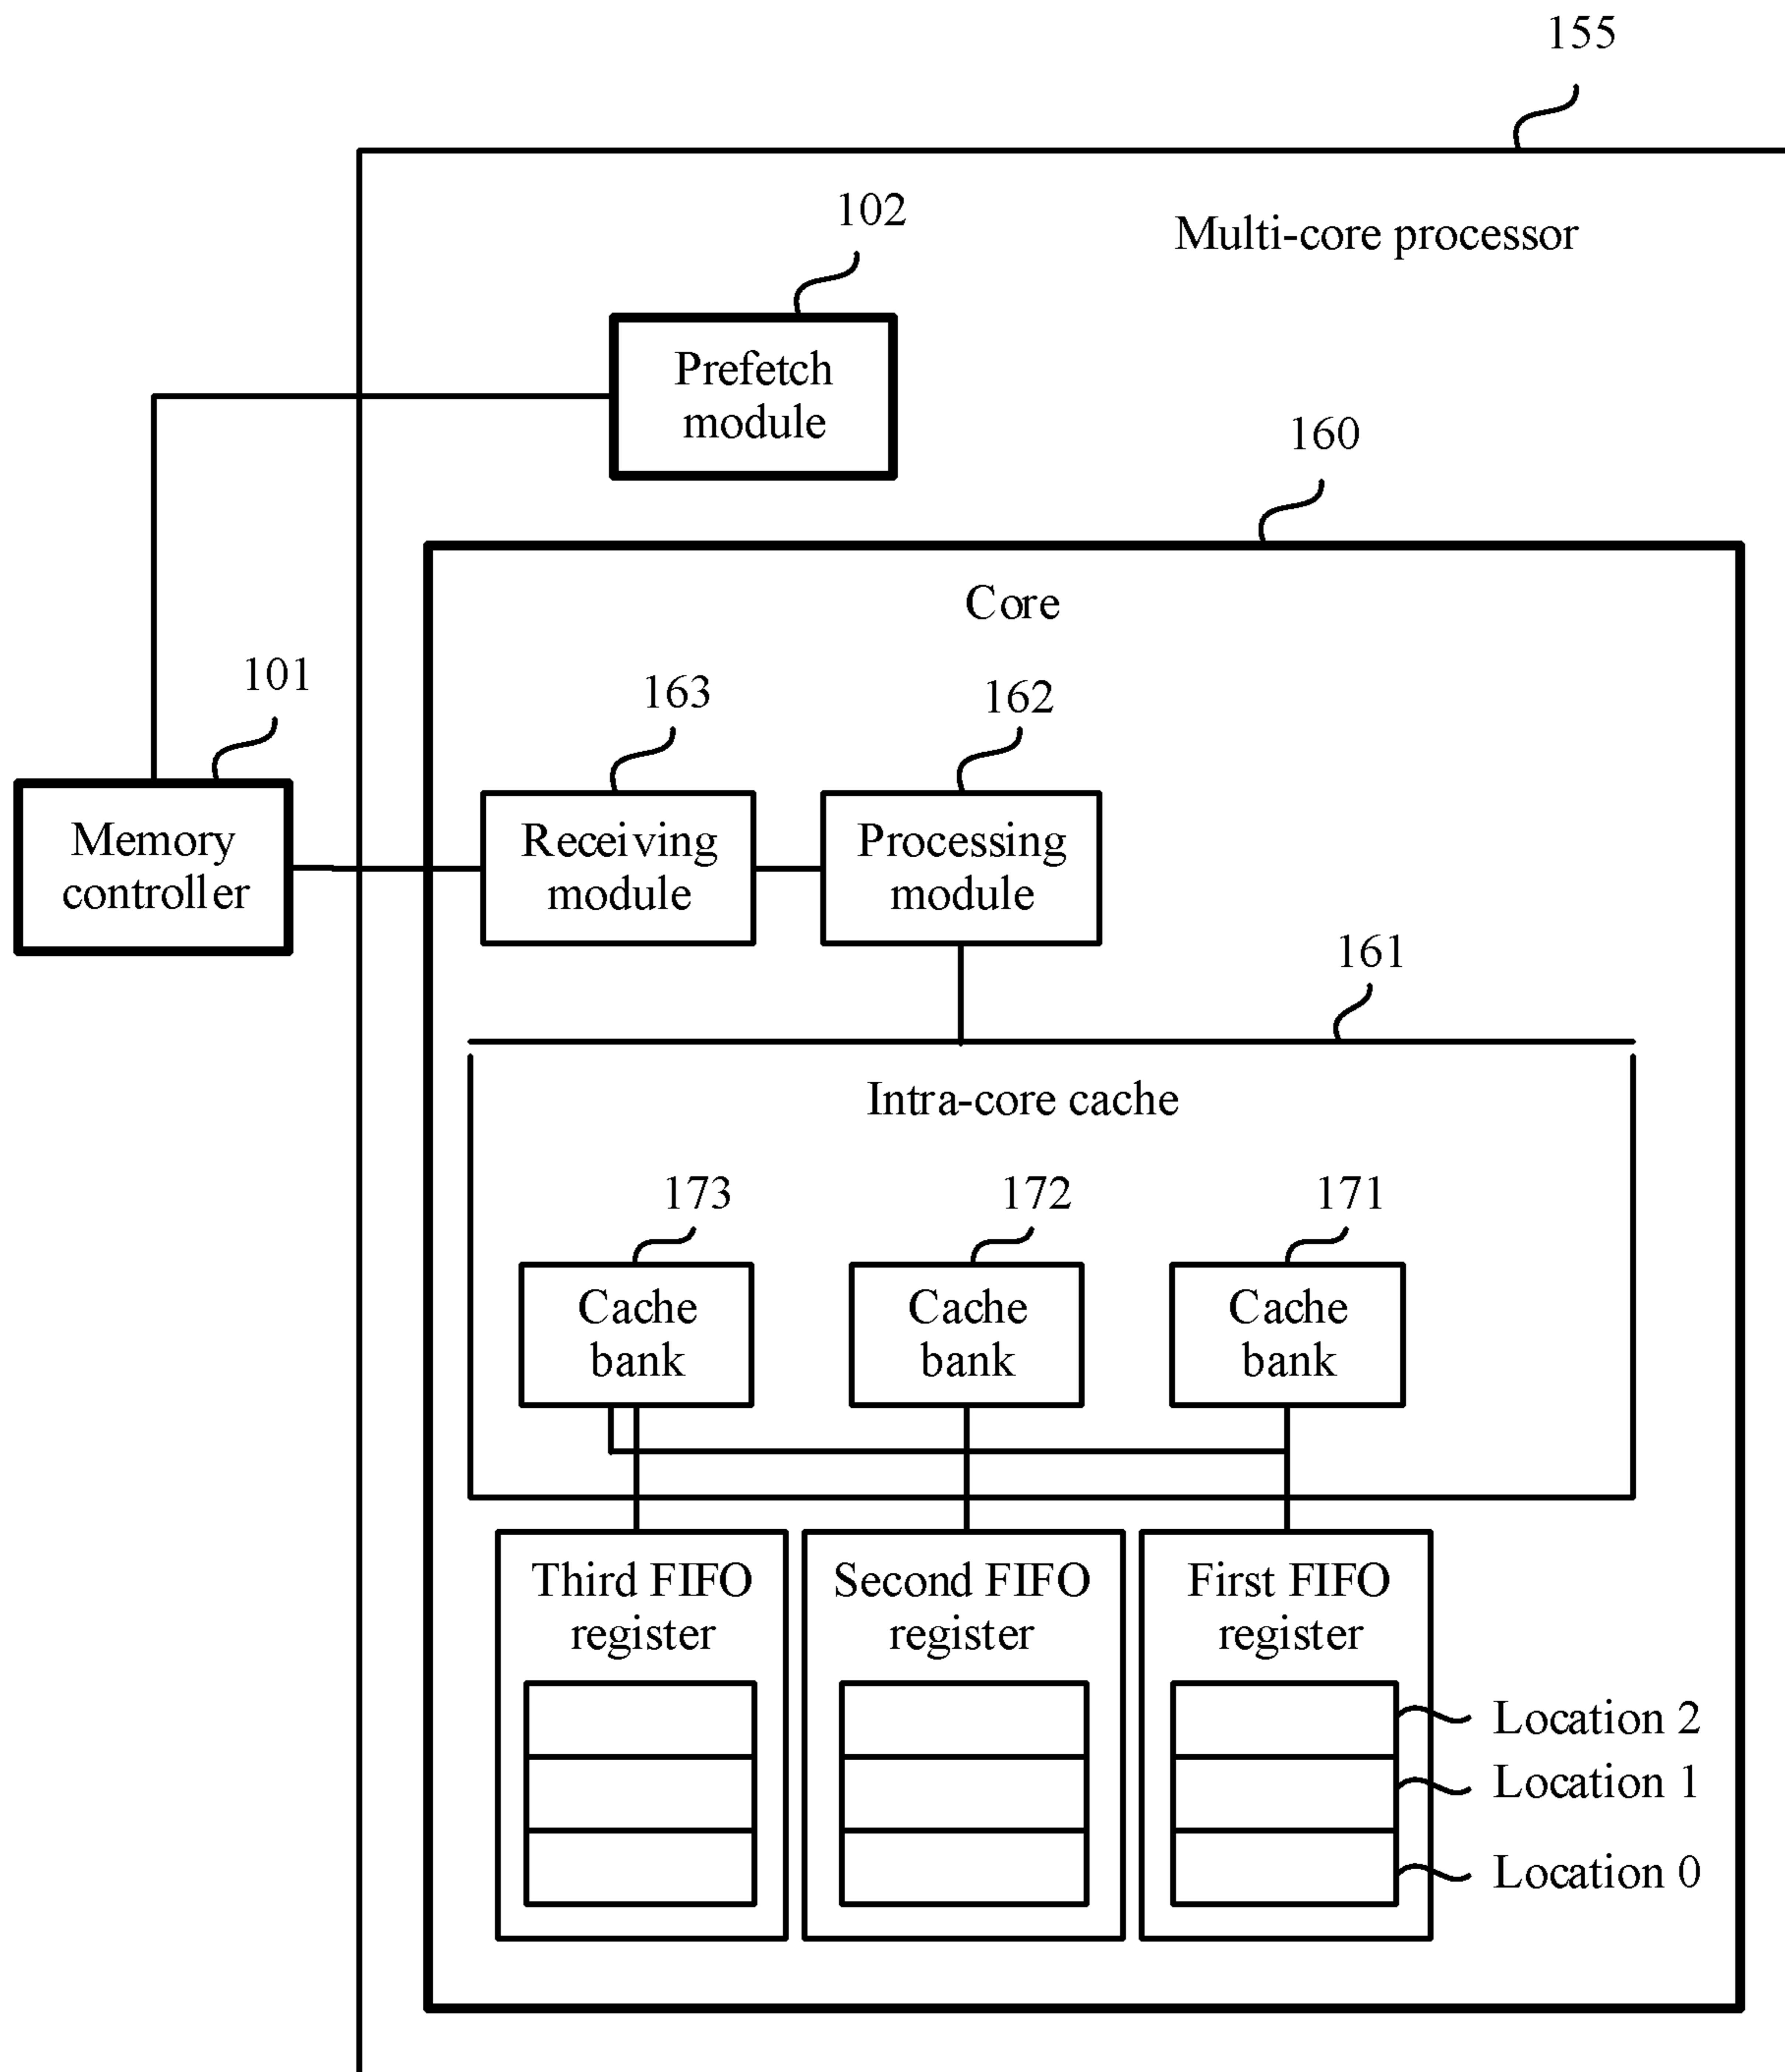 155
Multi-core processor
102
Prefetch
module
160
Core
101
Memory
controller
163
Receiving
module
162
Processing
module
161
Intra-core cache
173
Cache
bank
172
Cache
bank
171
Cache
bank
Third FIFO
register
Second FIFO
register
First FIFO
register
Location 2
Location 1
Location 0